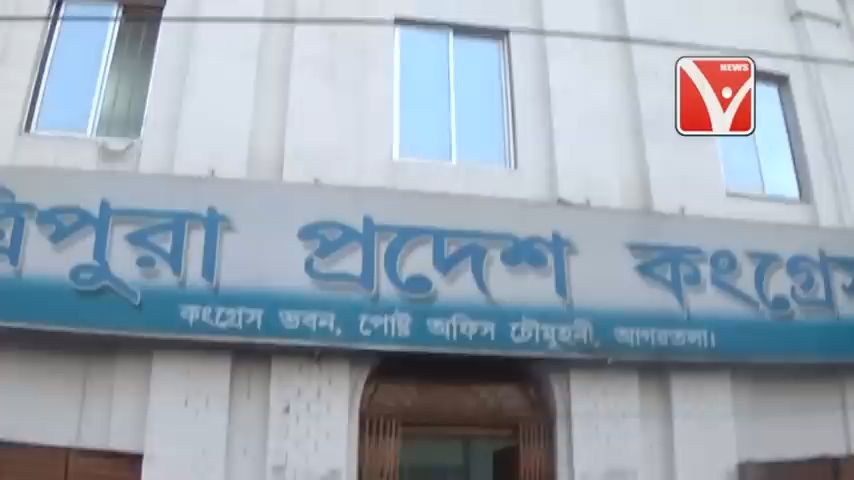 ত্রিপুরা প্রদেশ কংগ্রেস
কংগ্রেস ভবন, পোষ্ট অফিস চৌমুহনী, আগরতলা।
NEWS
V